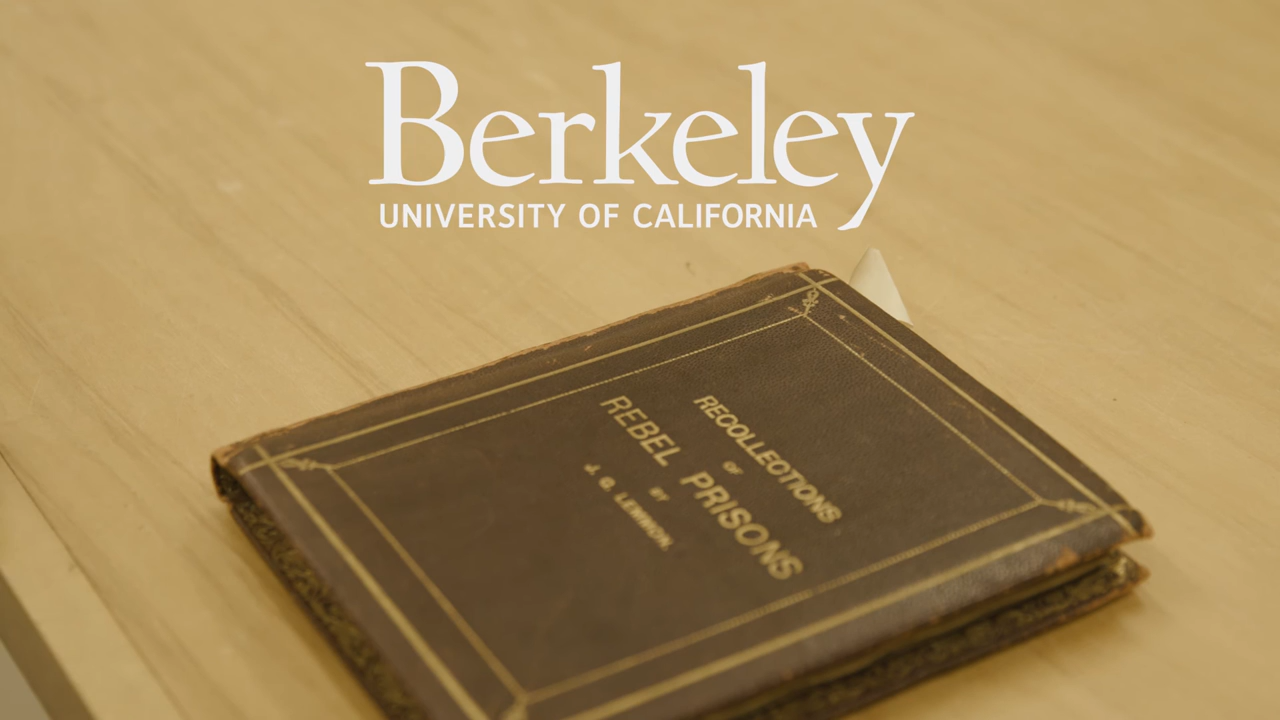 Berkeley
UNIVERSITY OF CALIFORNIA
RECOLLECTIONS
OF
REBEL PRISONS
BY
J. G. LEMMON.